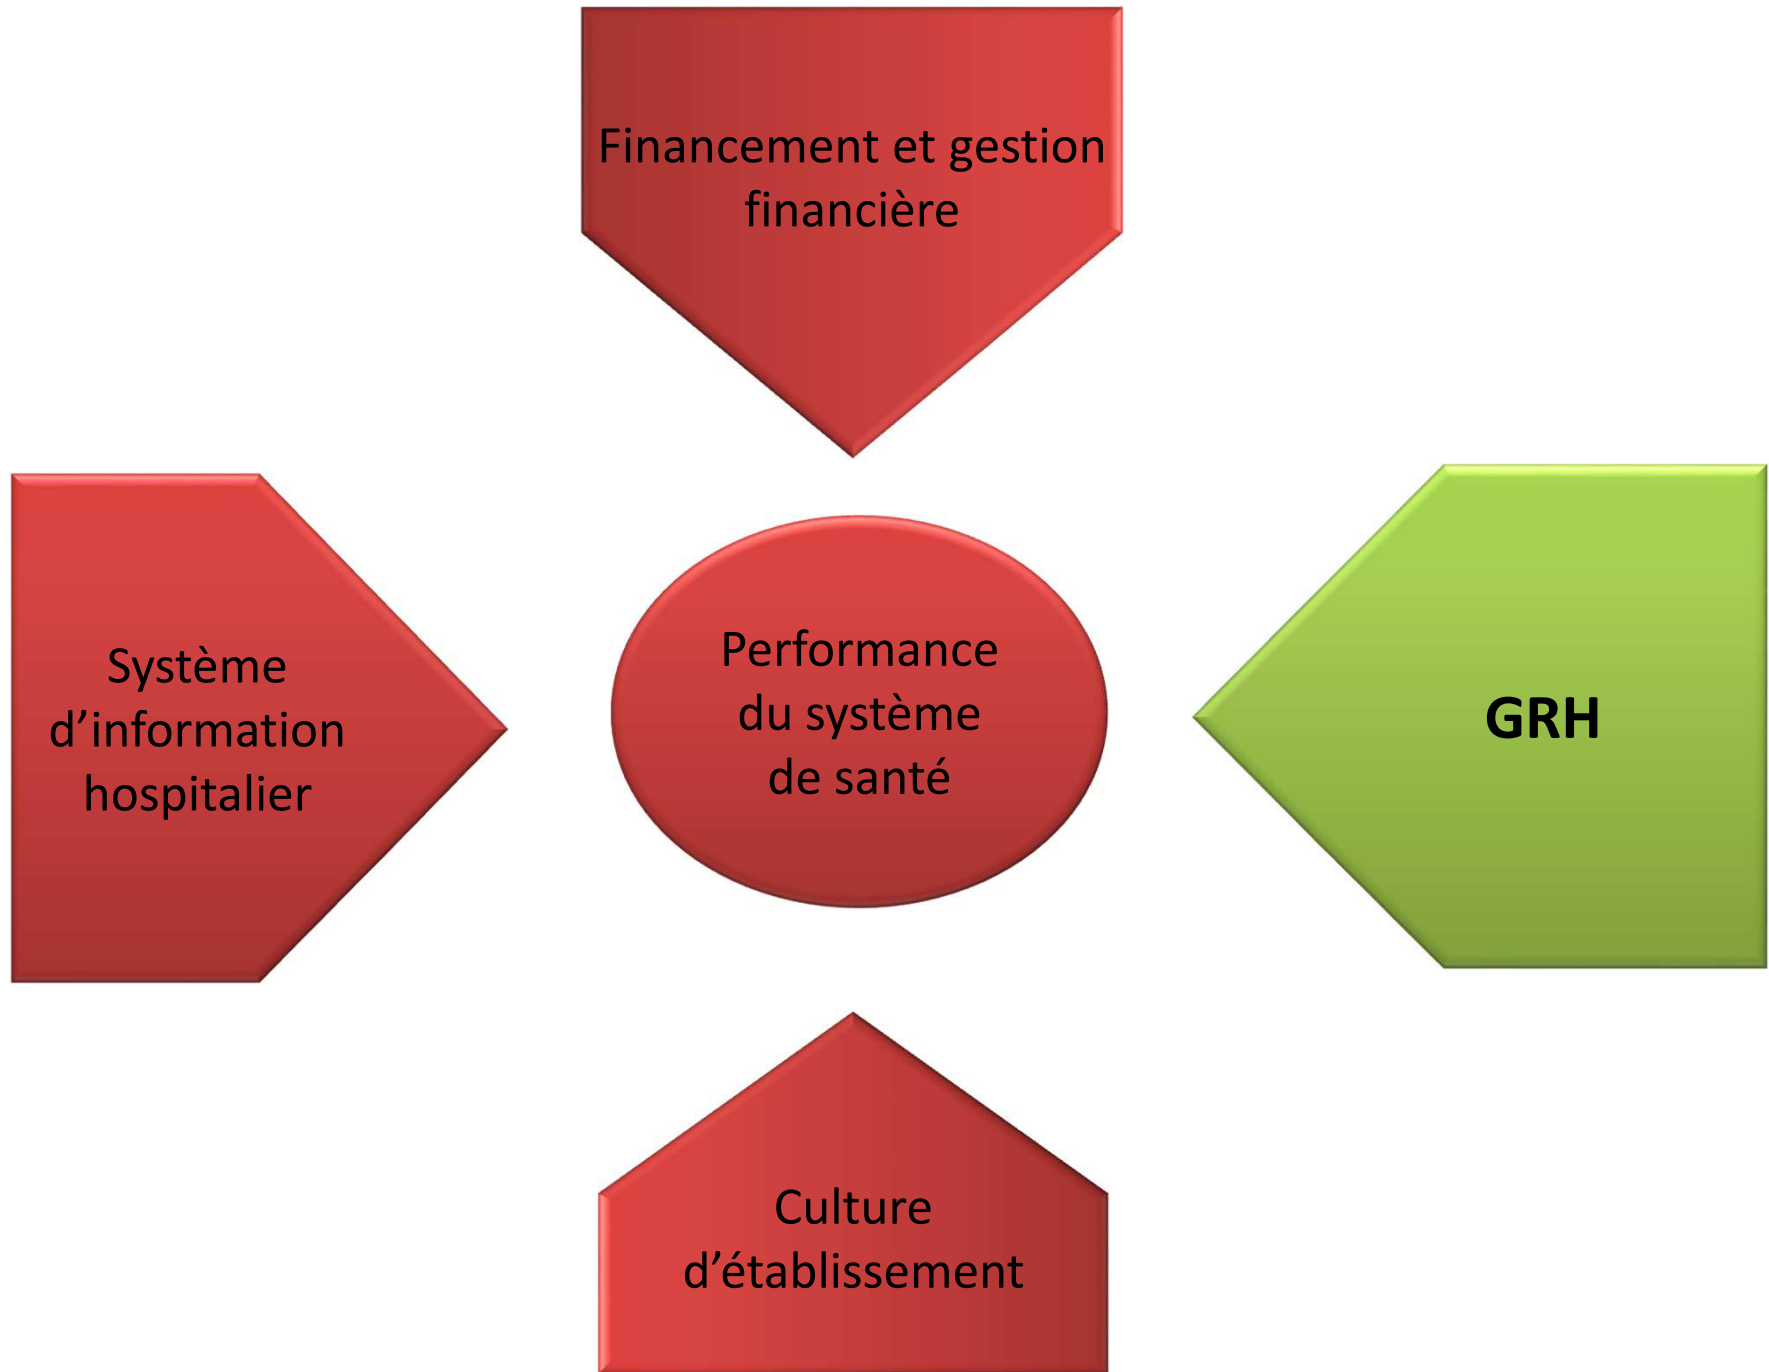 Financement et gestion
financière
Système
d’information
hospitalier
Performance
du système
de santé
GRH
Culture
d’établissement